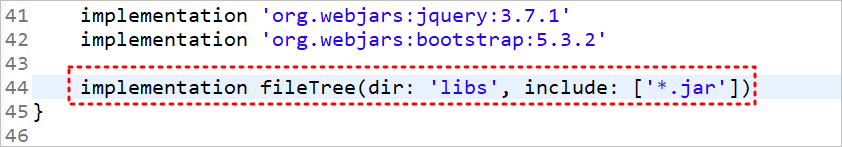 41 implementation 'org.webjars:jquery:3.7.1'
42 implementation 'org.webjars:bootstrap:5.3.2'
43
44 implementation fileTree(dir: 'libs', include: ['*.jar'])
45 }
46